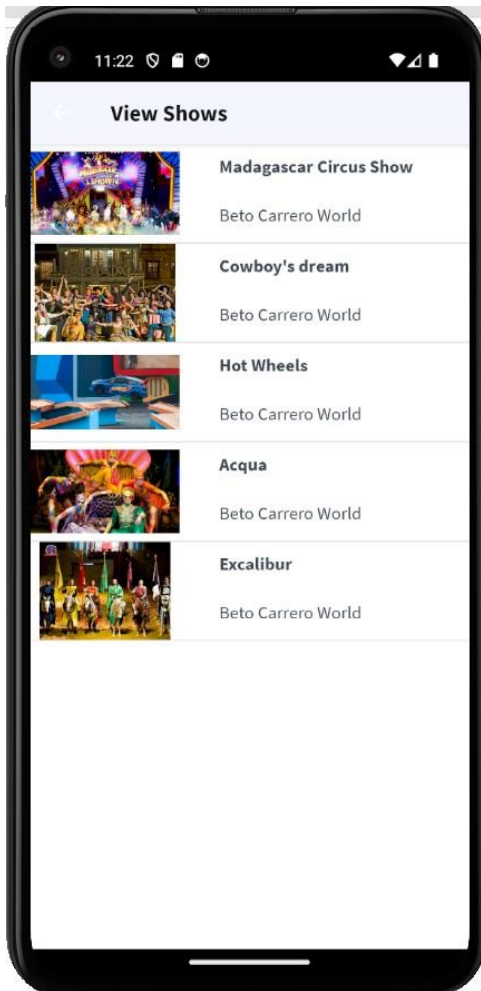 11:22
View Shows
Madagascar Circus Show
Beto Carrero World
Cowboy's dream
Beto Carrero World
Hot Wheels
Beto Carrero World
Acqua
Beto Carrero World
Excalibur
Beto Carrero World